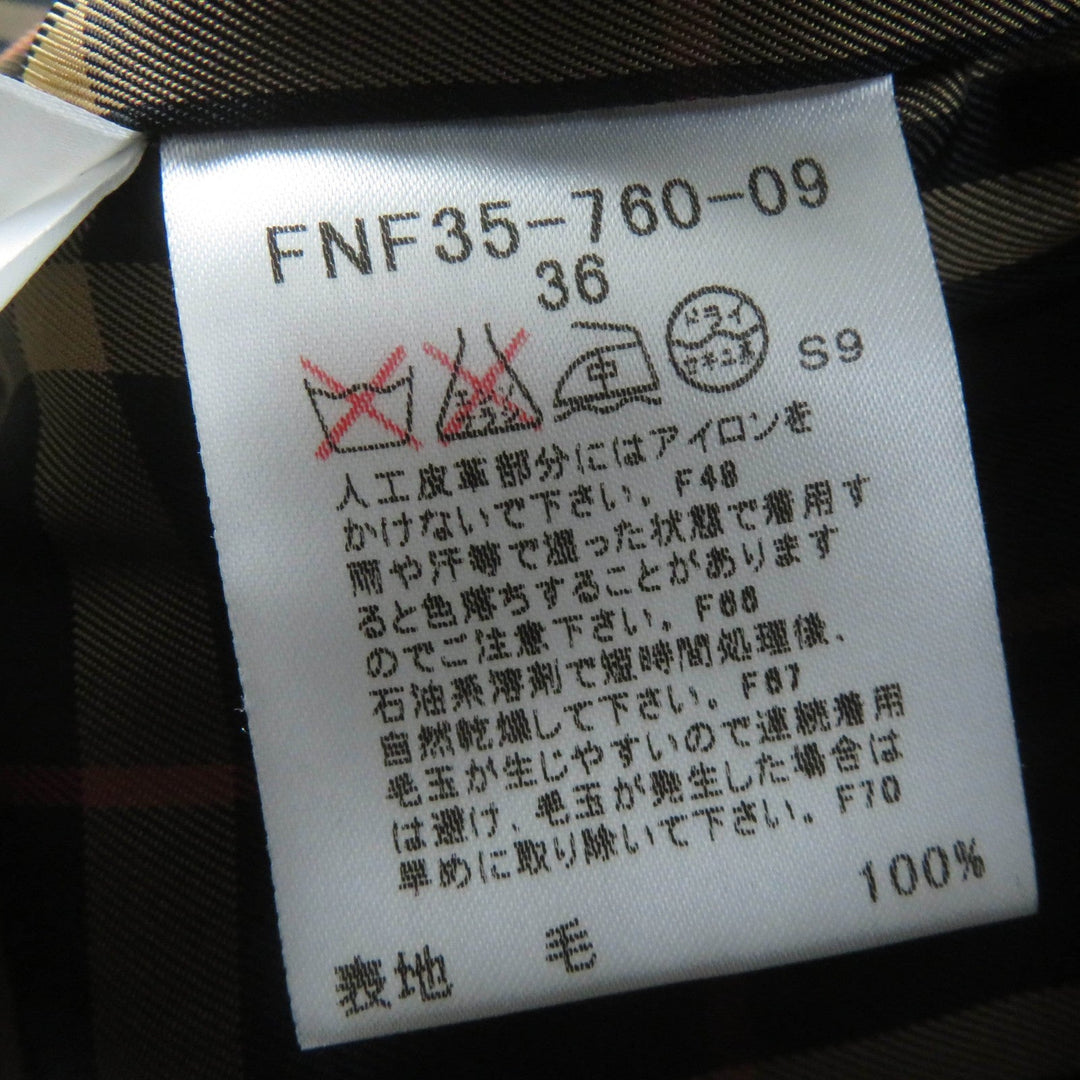 FNF35-760-09
36
中
ドライ
セキユ系
S9
人工皮革部分にはアイロンを
かけないで下さい。F48
雨や汗等で湿った状態で着用す
ると色落ちすることがあります
のでご注意下さい。F66
石油系溶剤で短時間処理後、
自然乾燥して下さい。F67
毛玉が生じやすいので連続着用
は避け、毛玉が発生した場合は
早めに取り除いて下さい。F70
100%
表地 毛